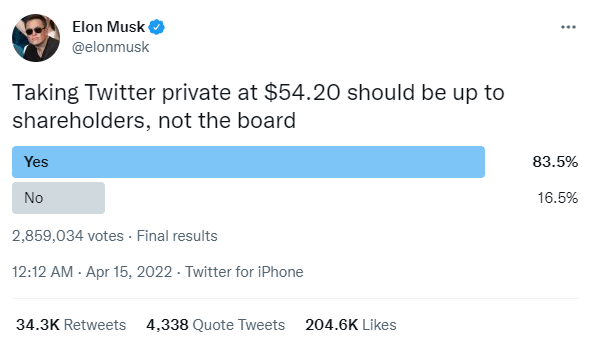 Elon Musk
@elonmusk
Taking Twitter private at $54.20 should be up to
shareholders, not the board
Yes 83.5%
No 16.5%
2,859,034 votes · Final results
12:12 AM · Apr 15, 2022 · Twitter for iPhone
34.3K Retweets 4,338 Quote Tweets 204.6K Likes